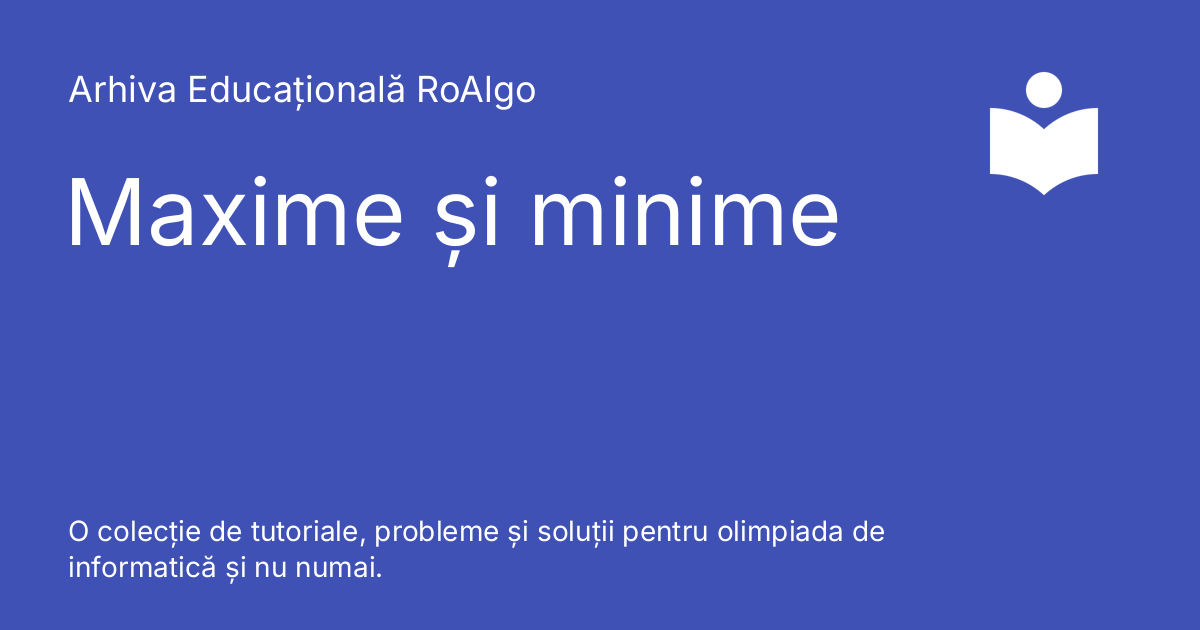 Arhiva Educațională RoAlgo
Maxime și minime
O colecție de tutoriale, probleme și soluții pentru olimpiada de
informatică și nu numai.